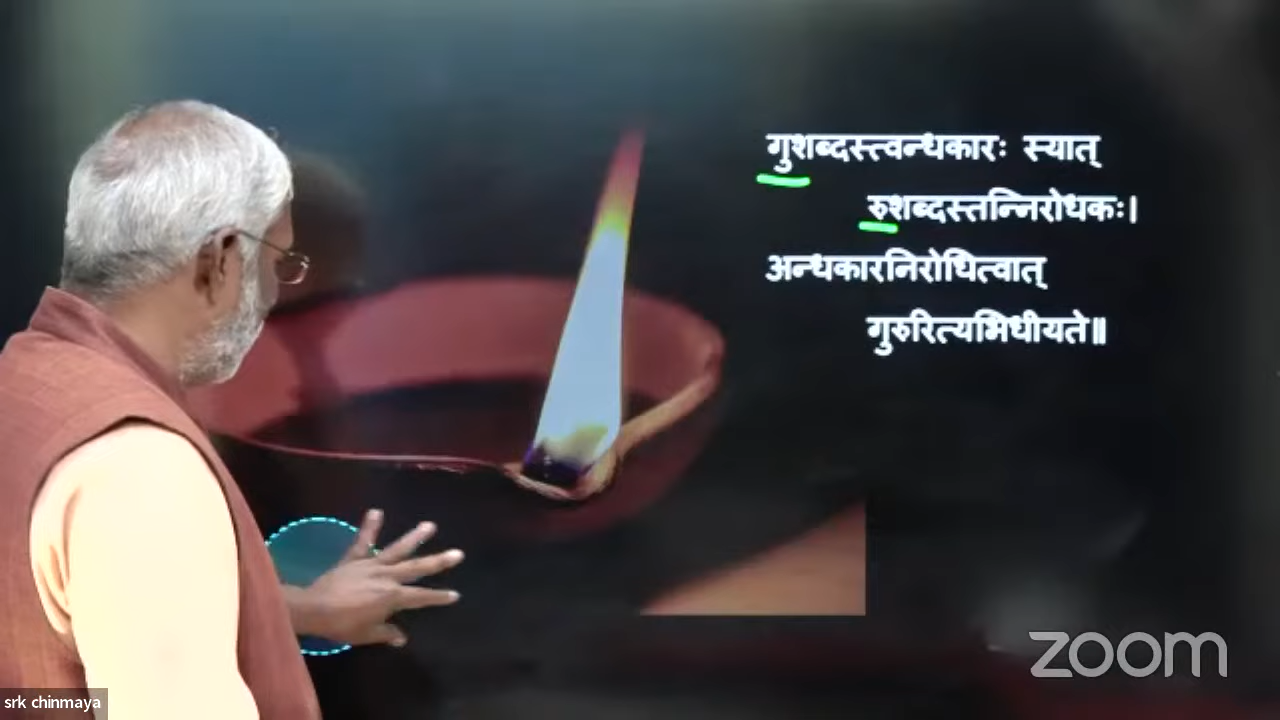 गुशब्दस्त्वन्धकारः स्यात्
रुशब्दस्तन्निरोधकः।
अन्धकारनिरोधित्वात्
गुरुरित्यभिधीयते॥
zoom
srk chinmaya